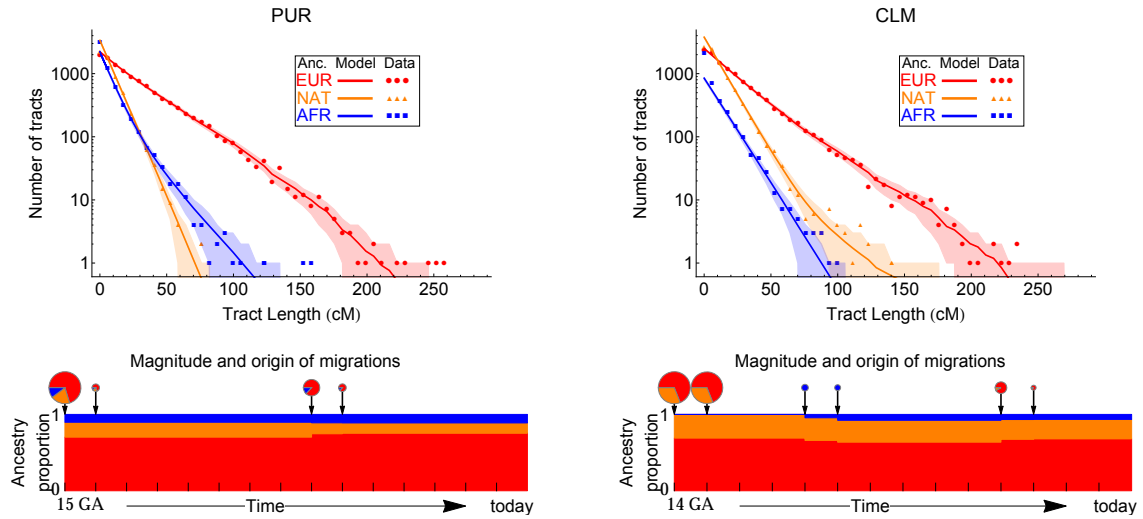 PUR
Number of tracts
1000
100
10
1
Anc. Model Data
EUR
NAT
AFR
0 50 100 150 200 250
Tract Length (cM)
Magnitude and origin of migrations
Ancestry
proportion
1
0
15 GA Time today
CLM
Number of tracts
1000
100
10
1
Anc. Model Data
EUR
NAT
AFR
0 50 100 150 200 250
Tract Length (cM)
Magnitude and origin of migrations
Ancestry
proportion
1
0
14 GA Time today